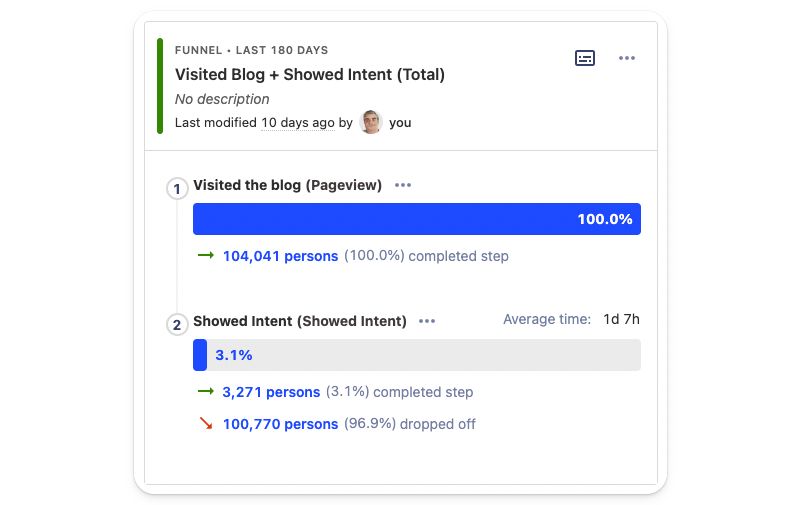 FUNNEL • LAST 180 DAYS
Visited Blog + Showed Intent (Total)
No description
Last modified 10 days ago by you
1 Visited the blog (Pageview)
100.0%
→ 104,041 persons (100.0%) completed step
2 Showed Intent (Showed Intent) Average time: 1d 7h
3.1%
→ 3,271 persons (3.1%) completed step
↘ 100,770 persons (96.9%) dropped off